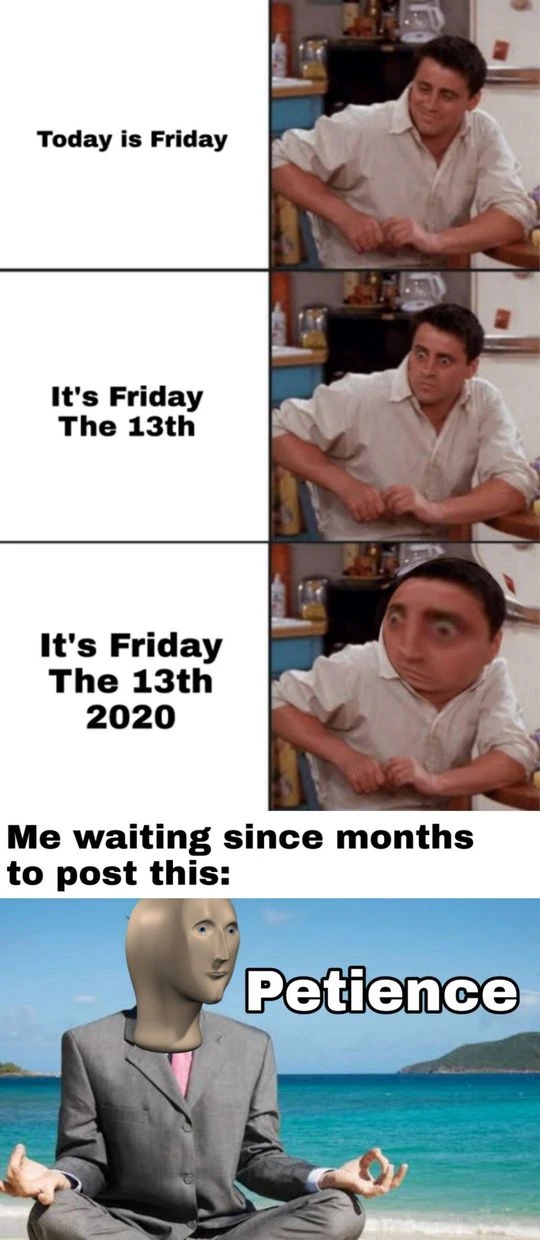 Today is Friday
It's Friday
The 13th
It's Friday
The 13th
2020
Me waiting since months
to post this:
Petience